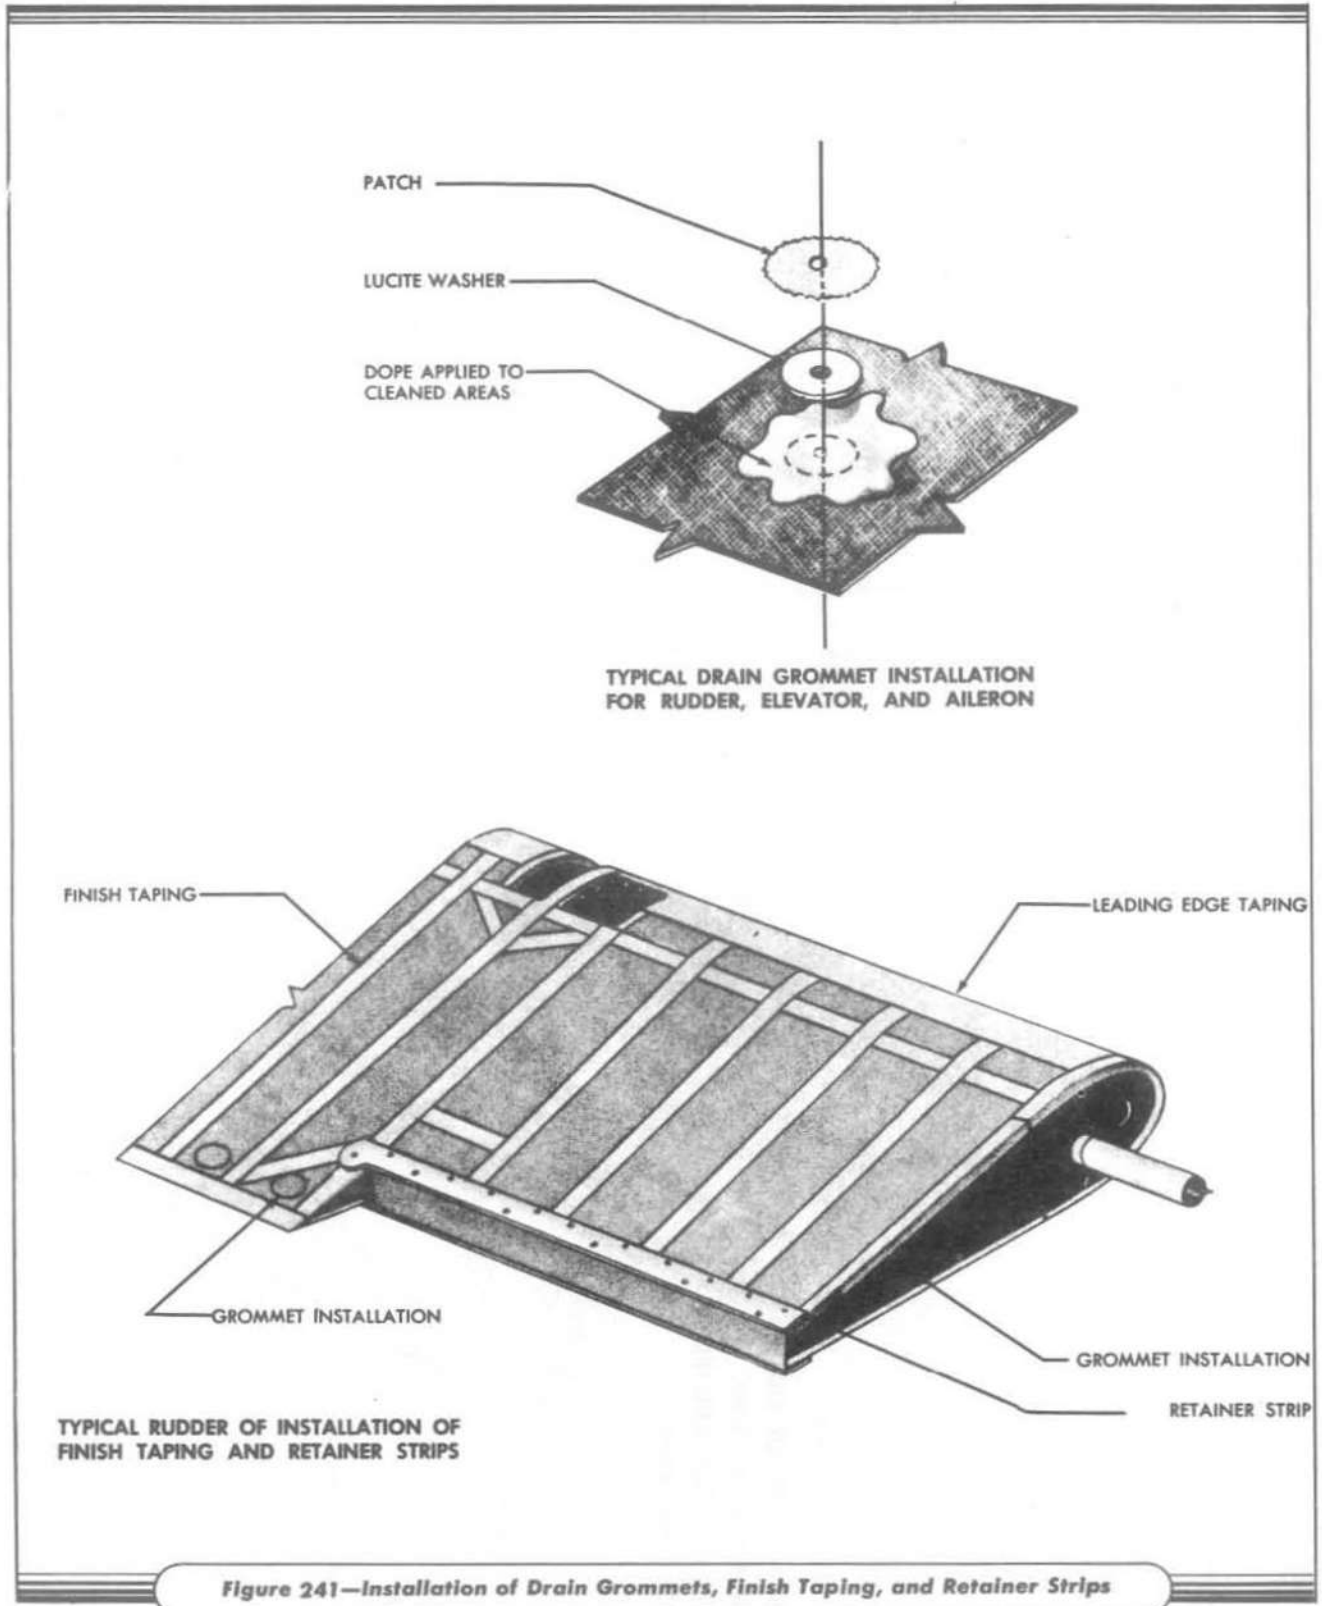 PATCH
LUCITE WASHER
DOPE APPLIED TO
CLEANED AREAS
TYPICAL DRAIN GROMMET INSTALLATION
FOR RUDDER, ELEVATOR, AND AILERON
FINISH TAPING
LEADING EDGE TAPING
GROMMET INSTALLATION
GROMMET INSTALLATION
RETAINER STRIP
TYPICAL RUDDER OF INSTALLATION OF
FINISH TAPING AND RETAINER STRIPS
Figure 241—Installation of Drain Grommets, Finish Taping, and Retainer Strips